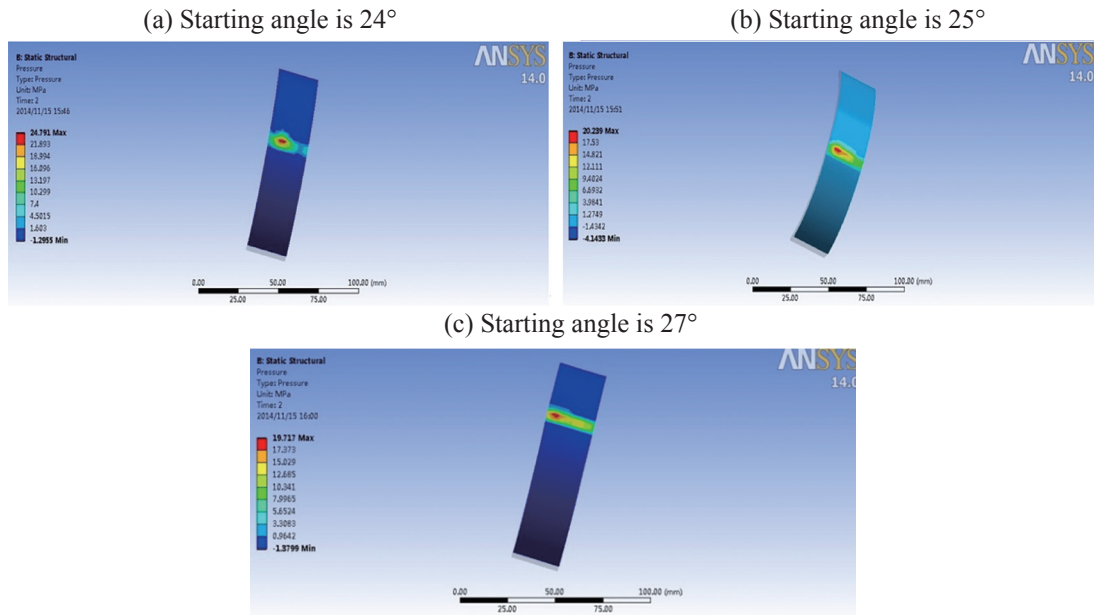 (a) Starting angle is 24°
B: Static Structural
Pressure
Type: Pressure
Unit: MPa
Time: 2
2014/11/15 15:46
24.791 Max
21.893
18.994
16.096
13.197
10.299
7.4
4.5015
1.603
-1.2955 Min
ANSYS
14.0
0.00 50.00 100.00 (mm)
25.00 75.00
(b) Starting angle is 25°
B: Static Structural
Pressure
Type: Pressure
Unit: MPa
Time: 2
2014/11/15 15:51
20.239 Max
17.53
14.821
12.111
9.4024
6.6932
3.9841
1.2749
-1.4342
-4.1433 Min
ANSYS
14.0
0.00 50.00 100.00 (mm)
25.00 75.00
(c) Starting angle is 27°
B: Static Structural
Pressure
Type: Pressure
Unit: MPa
Time: 2
2014/11/15 16:00
19.717 Max
17.373
15.029
12.685
10.341
7.9965
5.6524
3.3083
0.9642
-1.3799 Min
ANSYS
14.0
0.00 50.00 100.00 (mm)
25.00 75.00